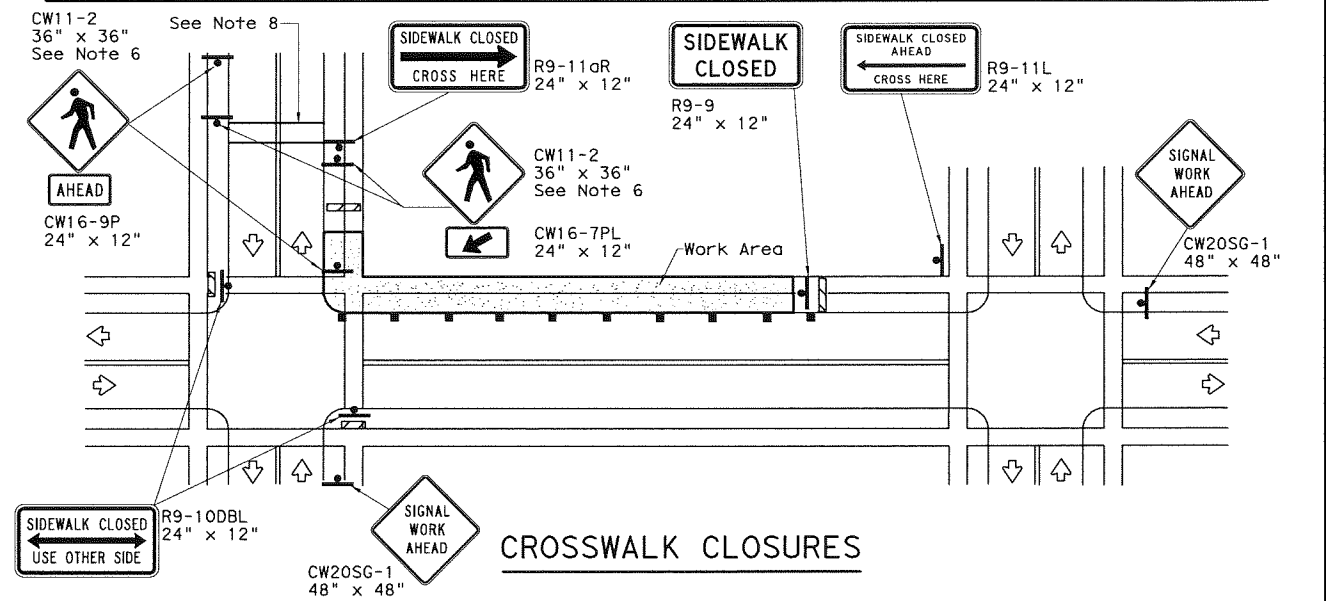 CW11-2
36" x 36"
See Note 6
See Note 8
SIDEWALK CLOSED
CROSS HERE
R9-11aR
24" x 12"
SIDEWALK
CLOSED
R9-9
24" x 12"
SIDEWALK CLOSED
AHEAD
CROSS HERE
R9-11L
24" x 12"
AHEAD
CW16-9P
24" x 12"
CW11-2
36" x 36"
See Note 6
CW16-7PL
24" x 12"
Work Area
SIGNAL
WORK
AHEAD
CW20SG-1
48" x 48"
SIDEWALK CLOSED
USE OTHER SIDE
R9-10DBL
24" x 12"
SIGNAL
WORK
AHEAD
CW20SG-1
48" x 48"
CROSSWALK CLOSURES